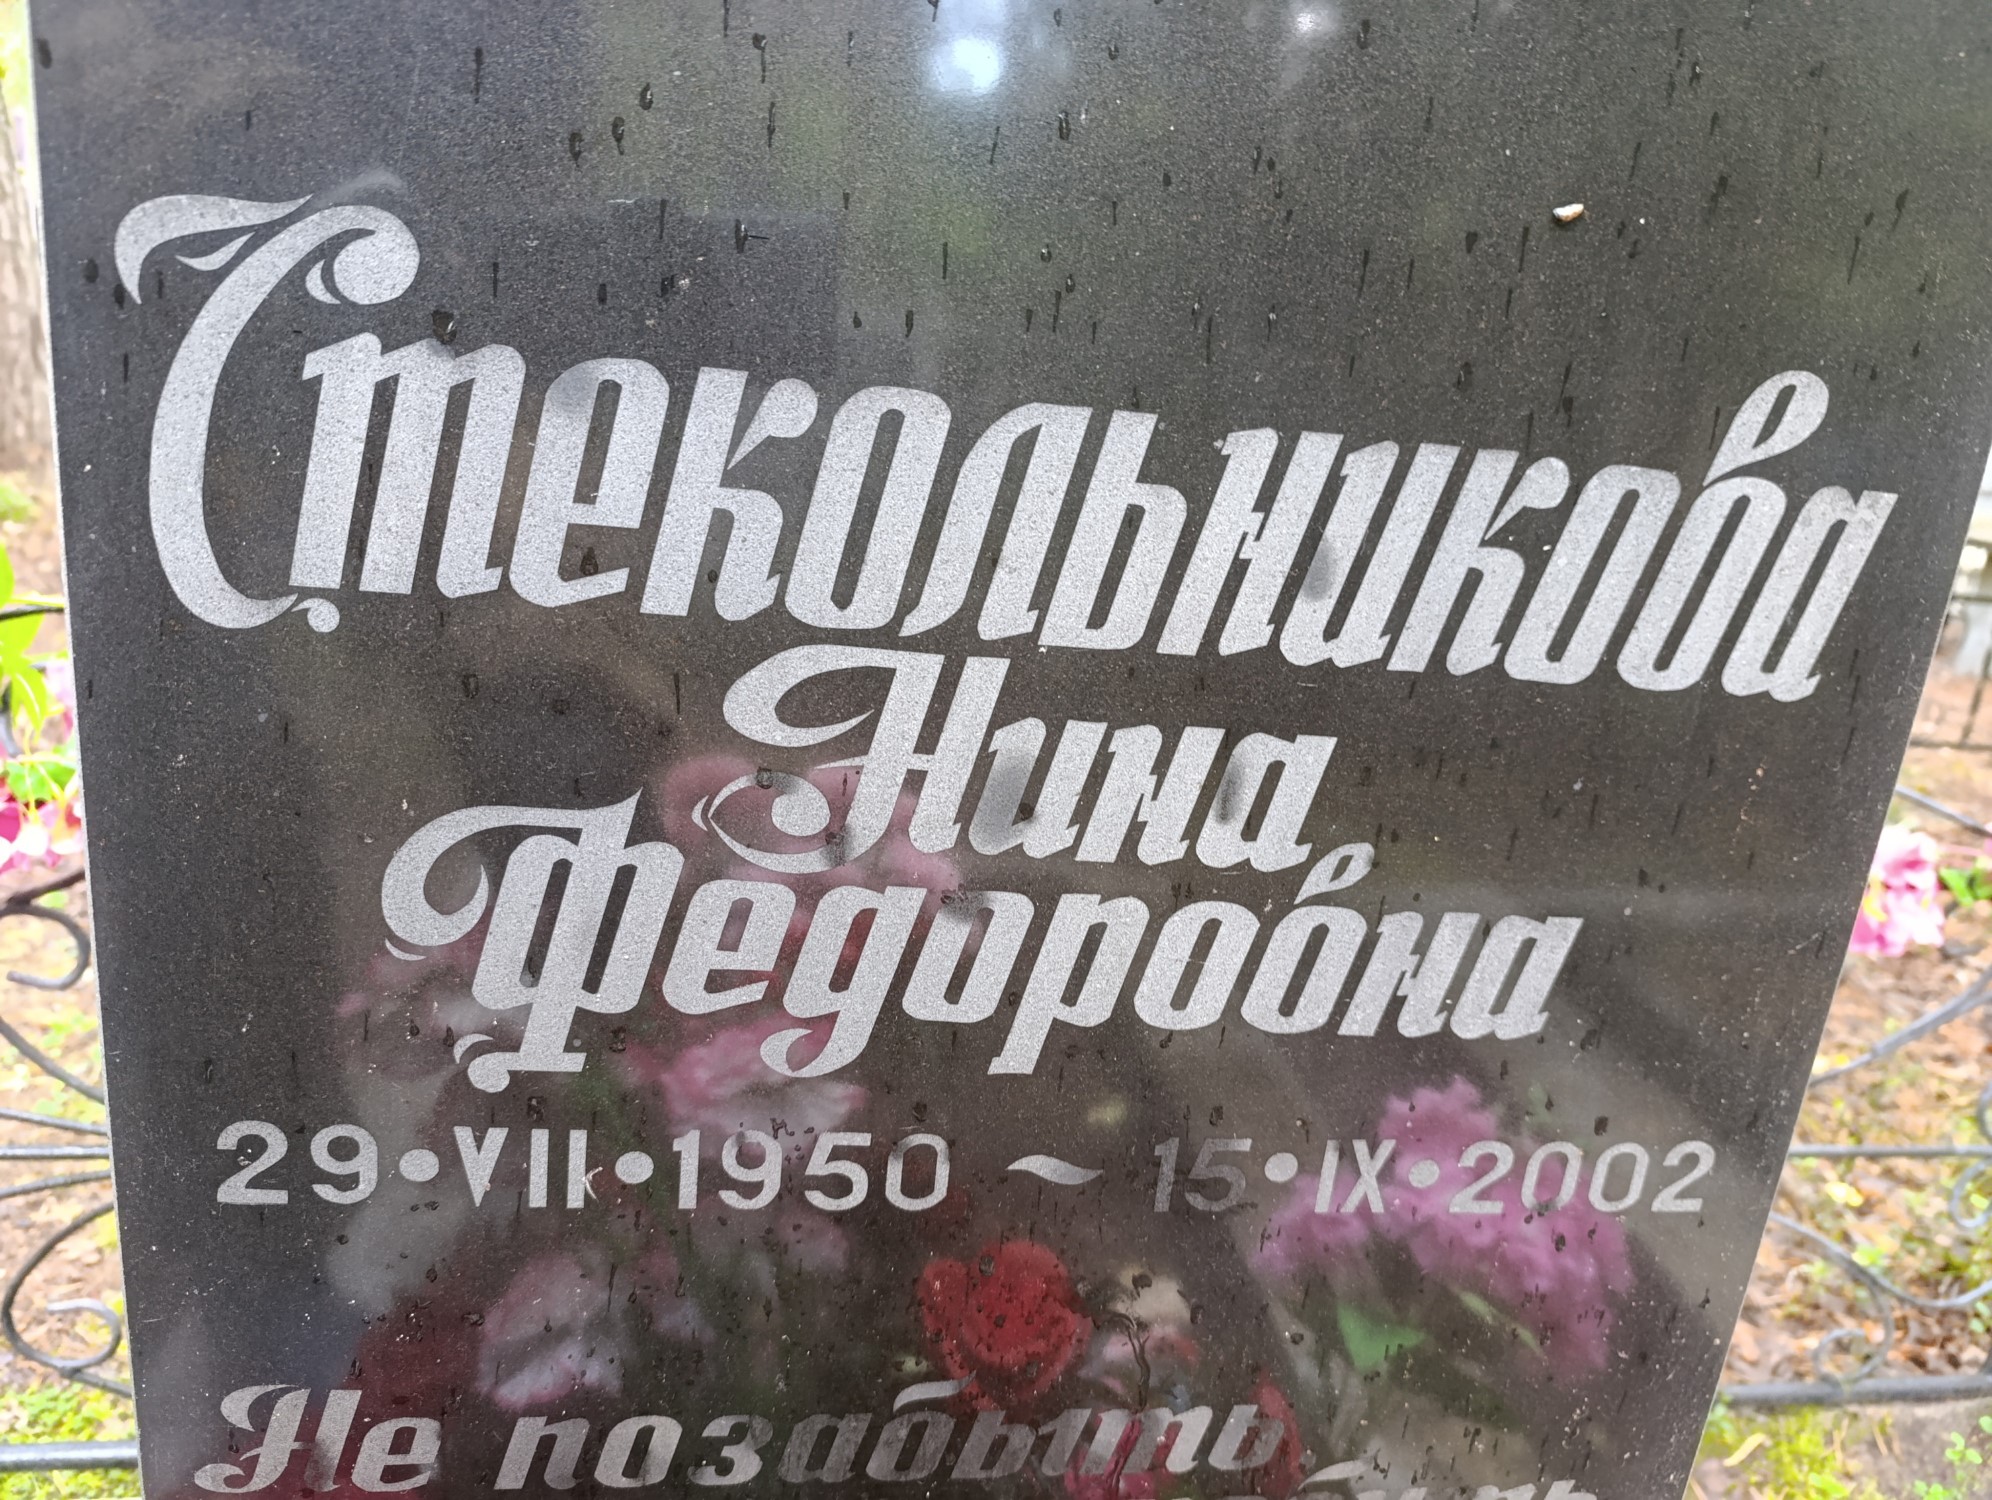 Стекольникова
Нина
Федоровна
29•VII•1950 ~ 15•IX•2002
Не позабыть